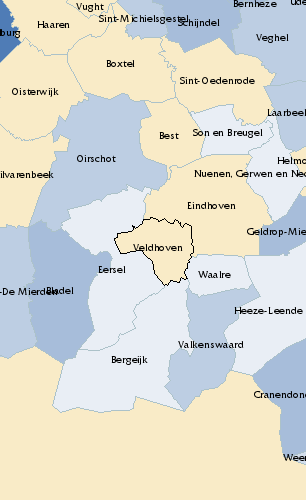 Vught
Haaren
Sint-Michielsgestel
Schijndel
Bernheze
Ude
burg
Veghel
Boxtel
Sint-Oedenrode
Oisterwijk
Laarbeel
Best
Son en Breugel
Oirschot
Helmo
ilvarenbeek
Nuenen, Gerwen en Ned
Eindhoven
Geldrop-Mie
Veldhoven
Eersel
Waalre
-De Mierden
Bladel
Heeze-Leende
Valkenswaard
Bergeijk
Cranendonc
Weer